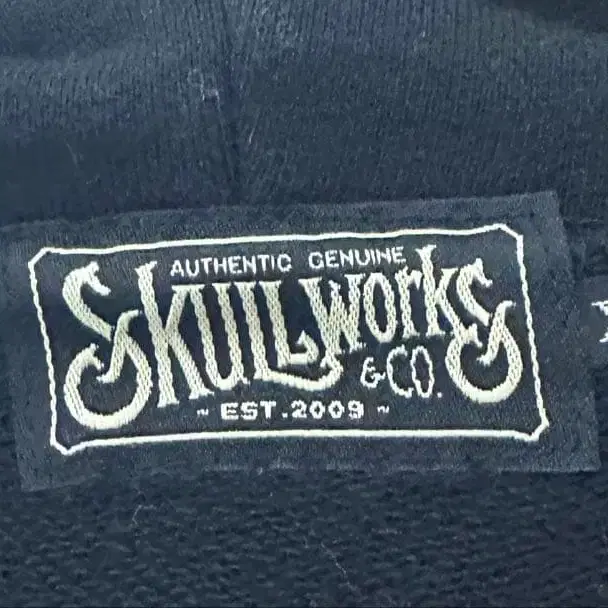 AUTHENTIC GENUINE
SKULLWORKS
& CO.
~ EST.2009 ~